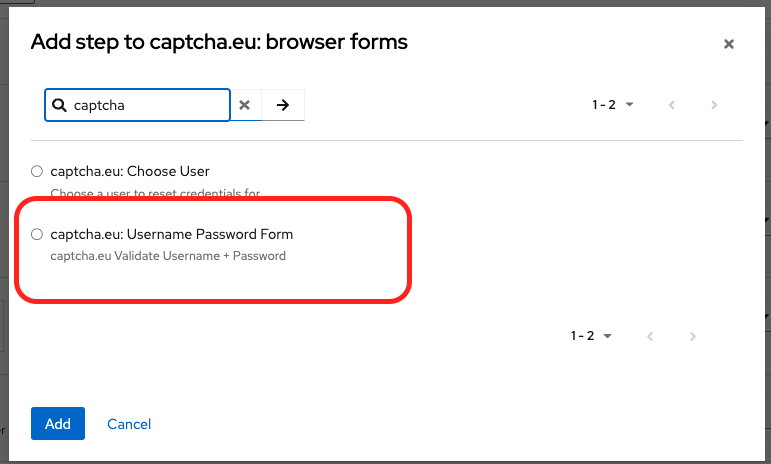 Add step to captcha.eu: browser forms
captcha
1 - 2
captcha.eu: Choose User
Choose a user to reset credentials for
captcha.eu: Username Password Form
captcha.eu Validate Username + Password
1 - 2
Add Cancel